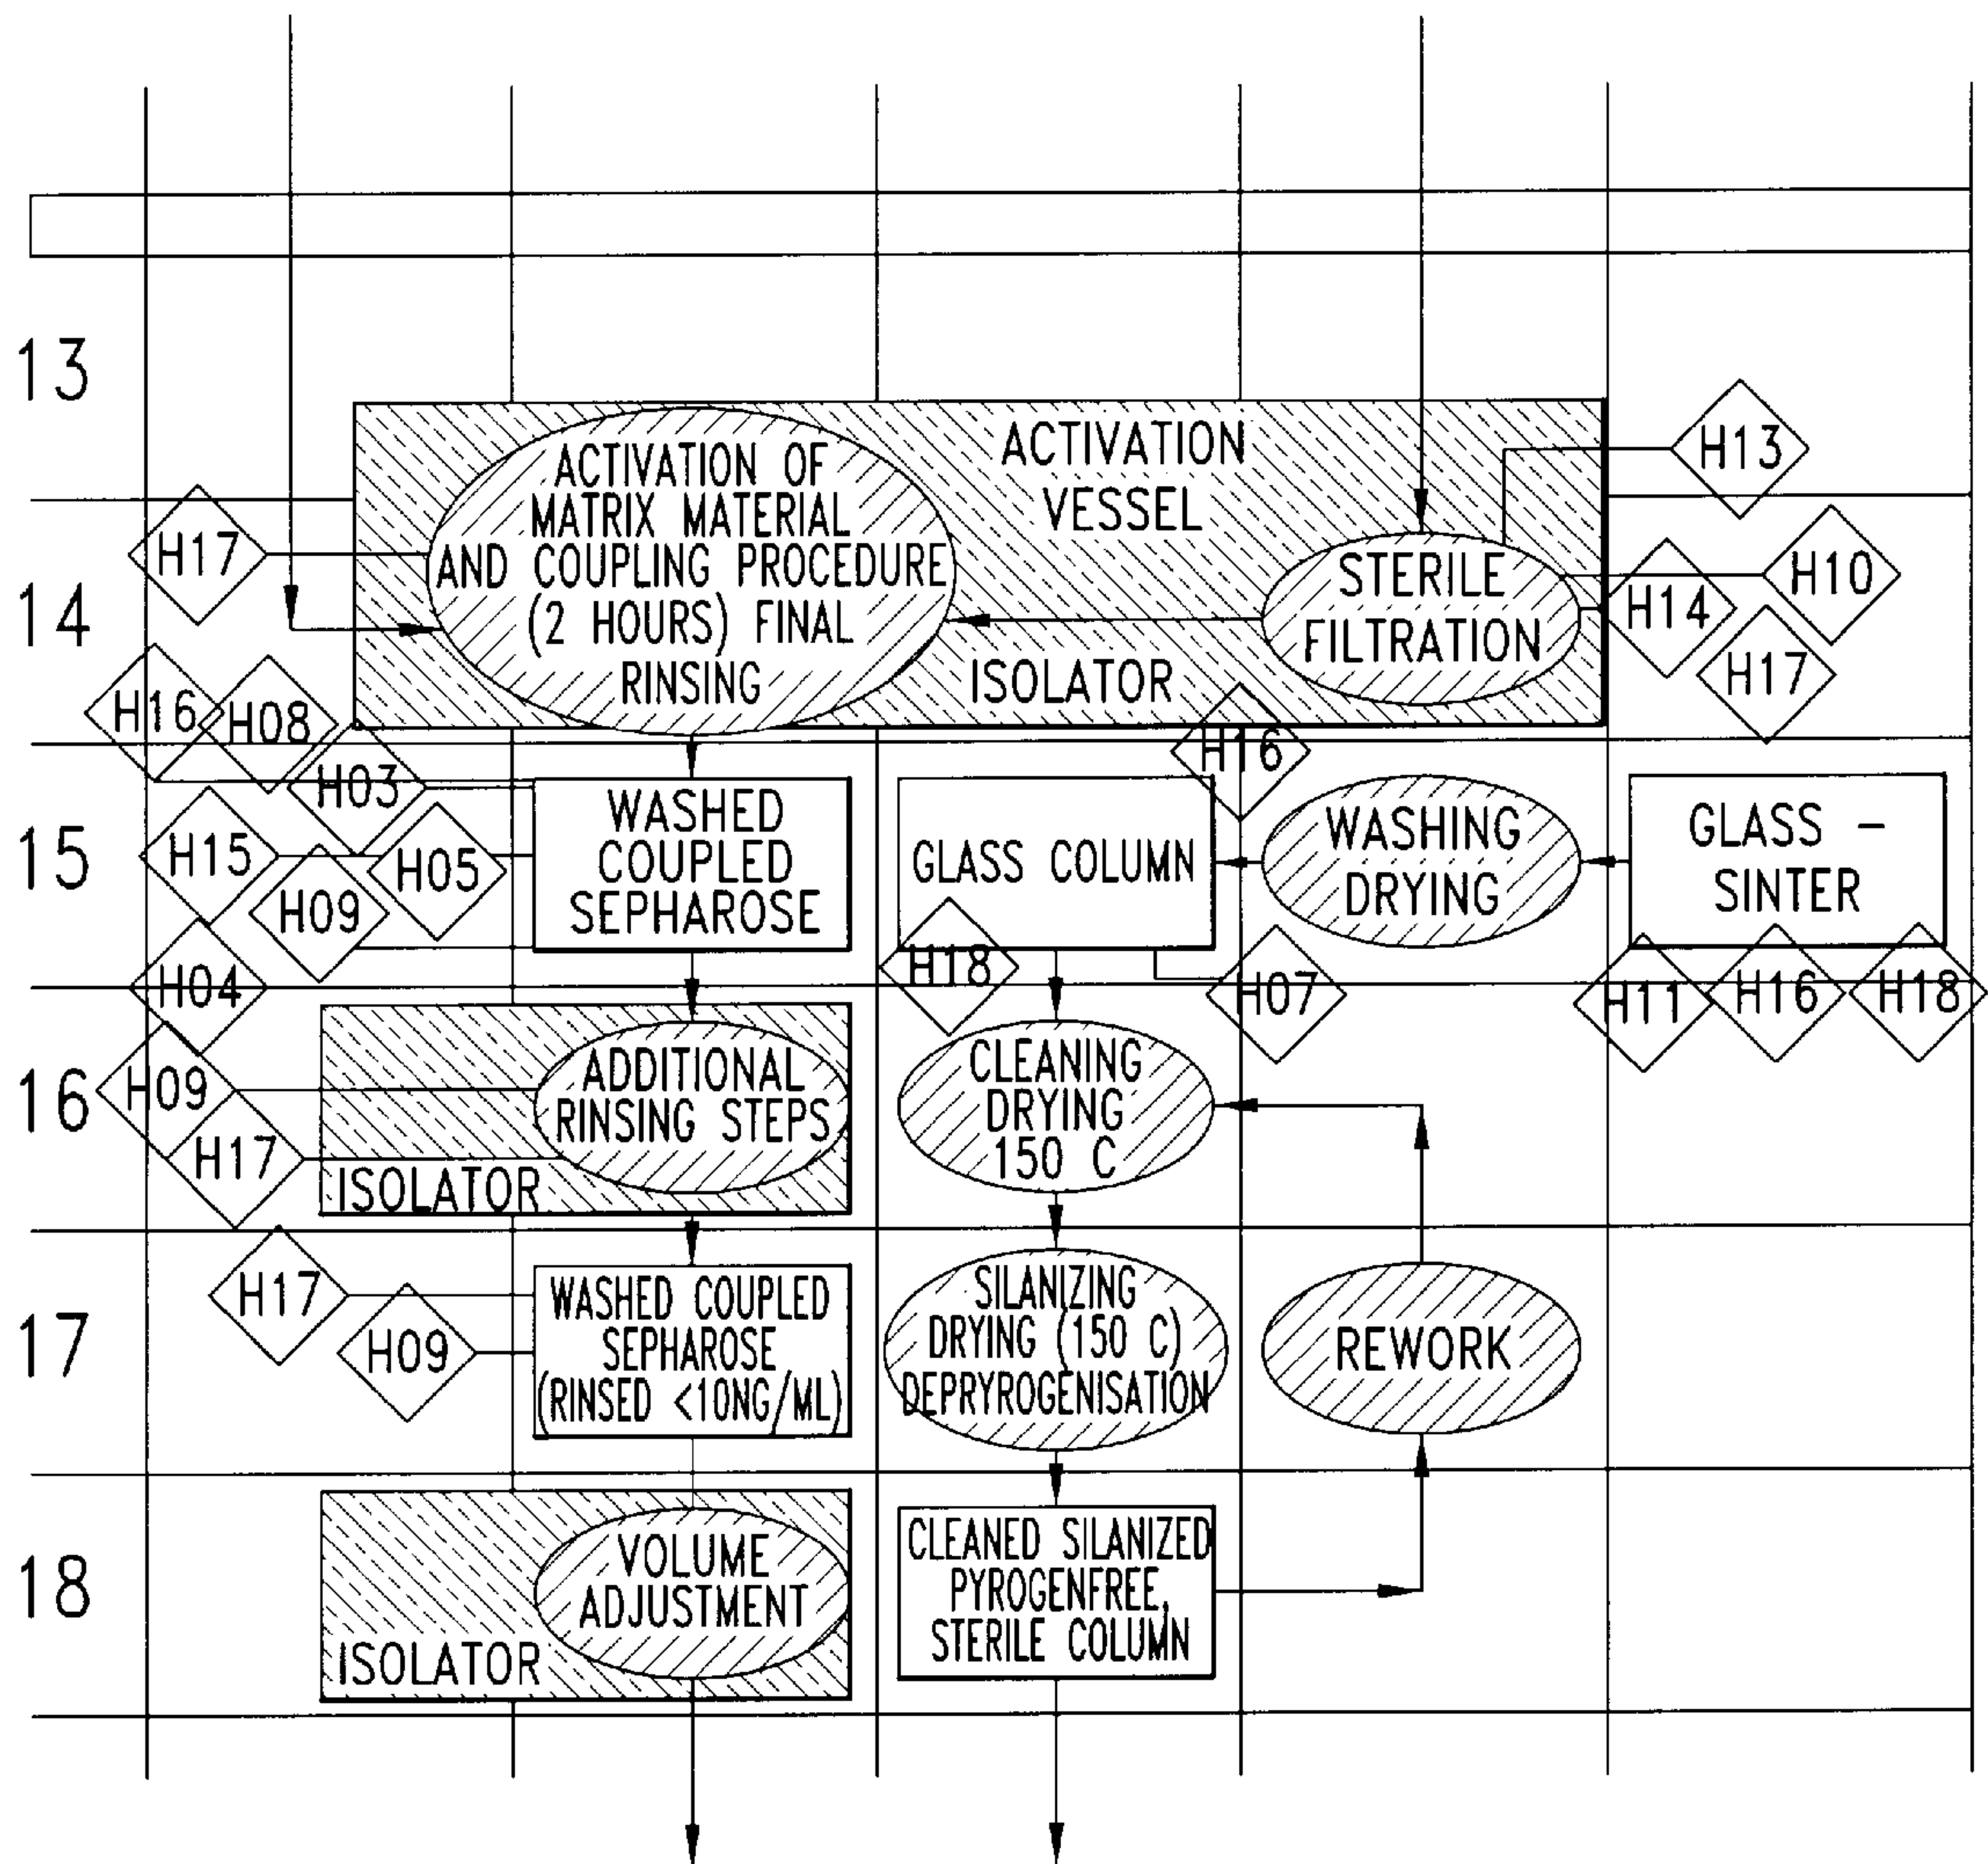 13
ACTIVATION OF
MATRIX MATERIAL
AND COUPLING PROCEDURE
(2 HOURS) FINAL
RINSING
ACTIVATION
VESSEL
ISOLATOR
STERILE
FILTRATION
H13
H17
H10
H14
H17
14
H16
H08
H03
H16
15
H15
H05
H09
H04
WASHED
COUPLED
SEPHAROSE
GLASS COLUMN
WASHING
DRYING
GLASS -
SINTER
H18
H07
H11
H16
H18
16
H09
H17
ADDITIONAL
RINSING STEPS
ISOLATOR
CLEANING
DRYING
150 C
17
H17
H09
WASHED COUPLED
SEPHAROSE
(RINSED <10NG/ML)
SILANIZING
DRYING (150 C)
DEPRYROGENISATION
REWORK
18
VOLUME
ADJUSTMENT
ISOLATOR
CLEANED SILANIZED
PYROGENFREE,
STERILE COLUMN